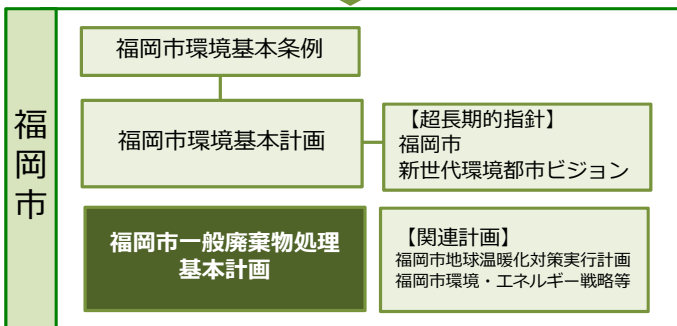 福岡市
福岡市環境基本条例
福岡市環境基本計画
【超長期的指針】
福岡市
新世代環境都市ビジョン
福岡市一般廃棄物処理
基本計画
【関連計画】
福岡市地球温暖化対策実行計画
福岡市環境・エネルギー戦略等